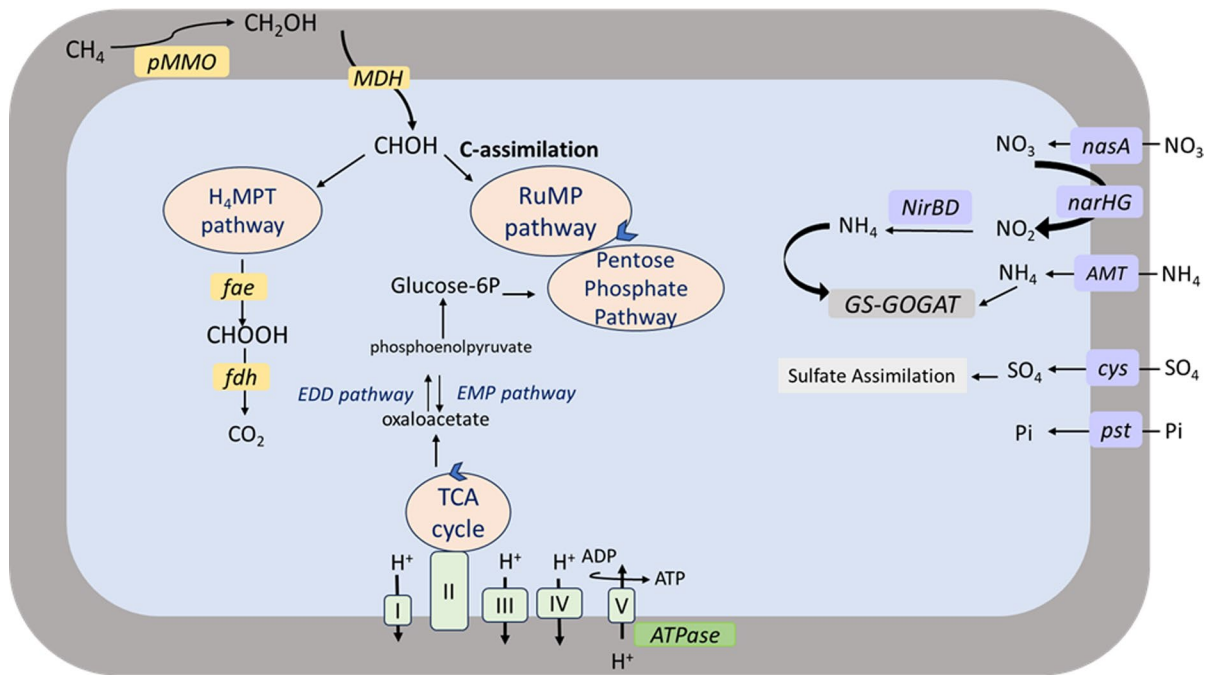 CH₄
CH₂OH
pMMO
MDH
CHOH
C-assimilation
H₄MPT
pathway
RuMP
pathway
Pentose
Phosphate
Pathway
fae
CHOOH
fdh
CO₂
Glucose-6P
phosphoenolpyruvate
EDD pathway
EMP pathway
oxaloacetate
TCA
cycle
H⁺
H⁺
H⁺
ADP
ATP
I
II
III
IV
V
ATPase
H⁺
NO₃
nasA
NO₃
narHG
NirBD
NH₄
NO₂
NH₄
AMT
NH₄
GS-GOGAT
Sulfate Assimilation
SO₄
cys
SO₄
Pi
pst
Pi